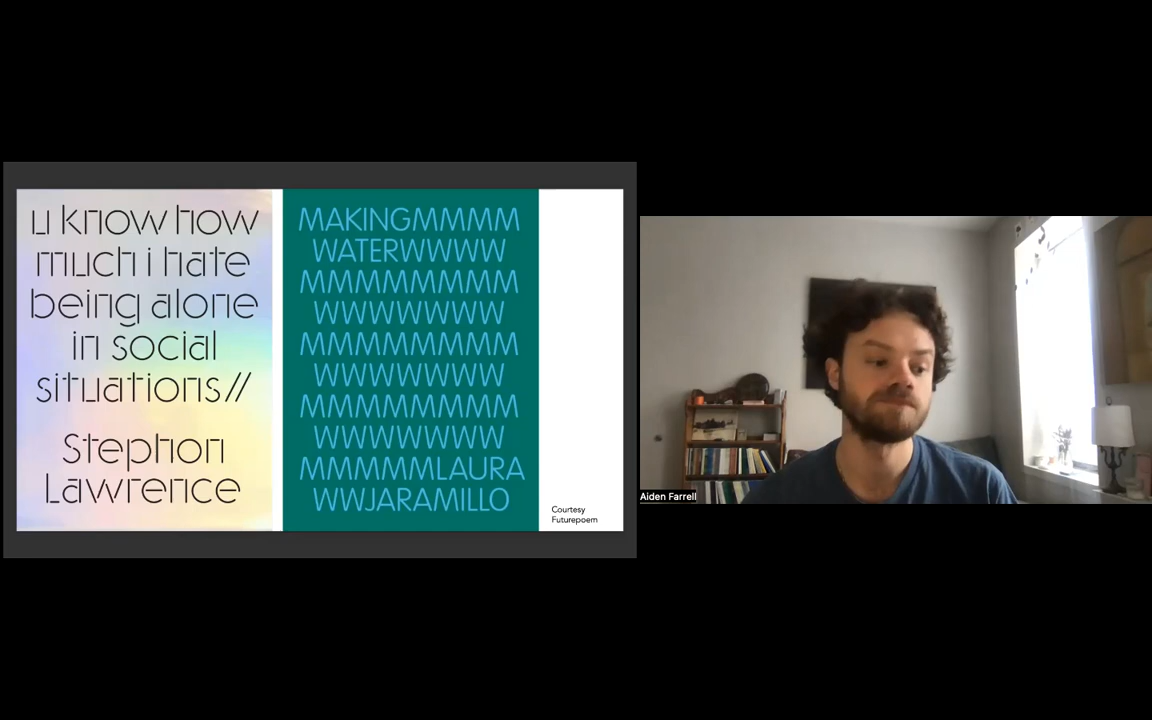 u know how
much i hate
being alone
in social
situations//
Stephon
Lawrence
MAKINGMMMM
WATERWWWW
MMMMMMMMM
WWWWWWWW
MMMMMMMMM
WWWWWWWW
MMMMMMMMM
WWWWWWWW
MMMMMMLAURA
WWJARAMILLO
Courtesy
Futurepoem
Aiden Farrell